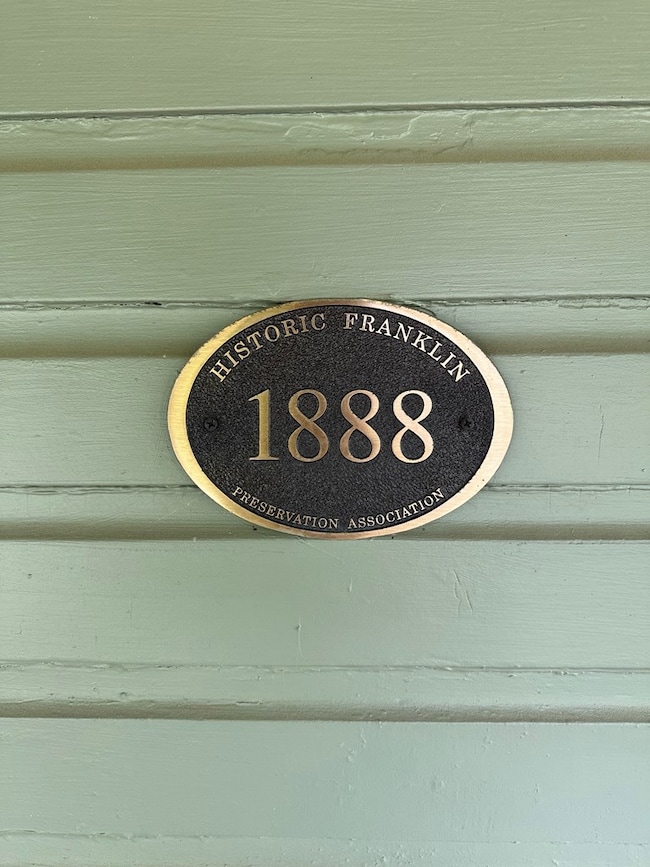 HISTORIC FRANKLIN
1888
PRESERVATION ASSOCIATION